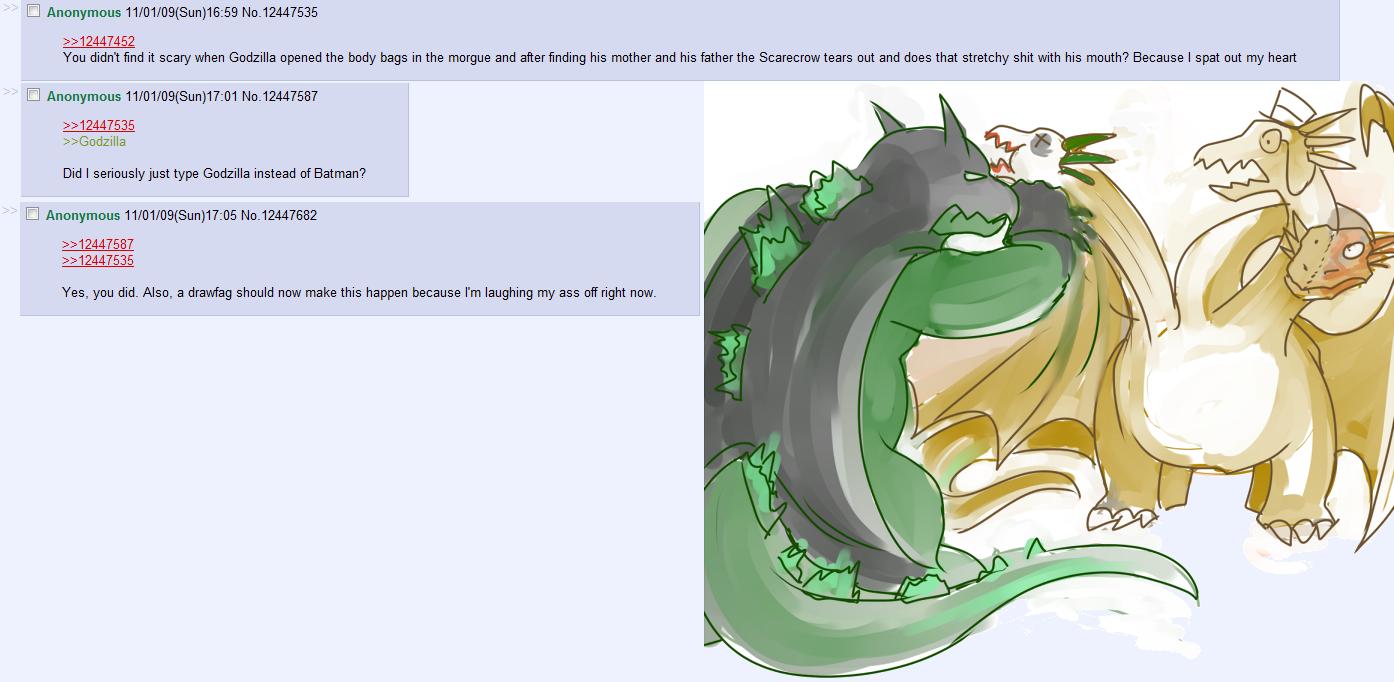 >> Anonymous 11/01/09(Sun)16:59 No.12447535
>>12447452
You didn't find it scary when Godzilla opened the body bags in the morgue and after finding his mother and his father the Scarecrow tears out and does that stretchy shit with his mouth? Because I spat out my heart
>> Anonymous 11/01/09(Sun)17:01 No.12447587
>>12447535
>>Godzilla
Did I seriously just type Godzilla instead of Batman?
>> Anonymous 11/01/09(Sun)17:05 No.12447682
>>12447587
>>12447535
Yes, you did. Also, a drawfag should now make this happen because I'm laughing my ass off right now.